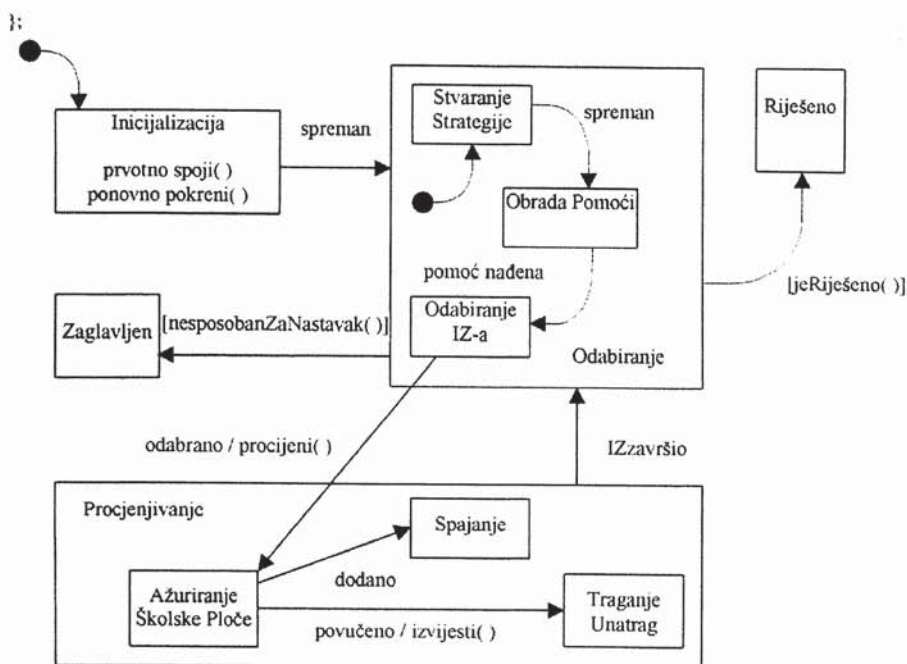 };
Inicijalizacija
prvotno spoji( )
ponovno pokreni( )
spreman
Stvaranje
Strategije
spreman
Obrada Pomoći
pomoć nađena
Odabiranje
IZ-a
Odabiranje
Riješeno
[jeRiješeno( )]
Zaglavljen
[nesposobanZaNastavak( )]
odabrano / procijeni( )
IZzavršio
Procjenjivanje
Spajanje
dodano
Ažuriranje
Školske Ploče
povučeno / izvijesti( )
Traganje
Unatrag